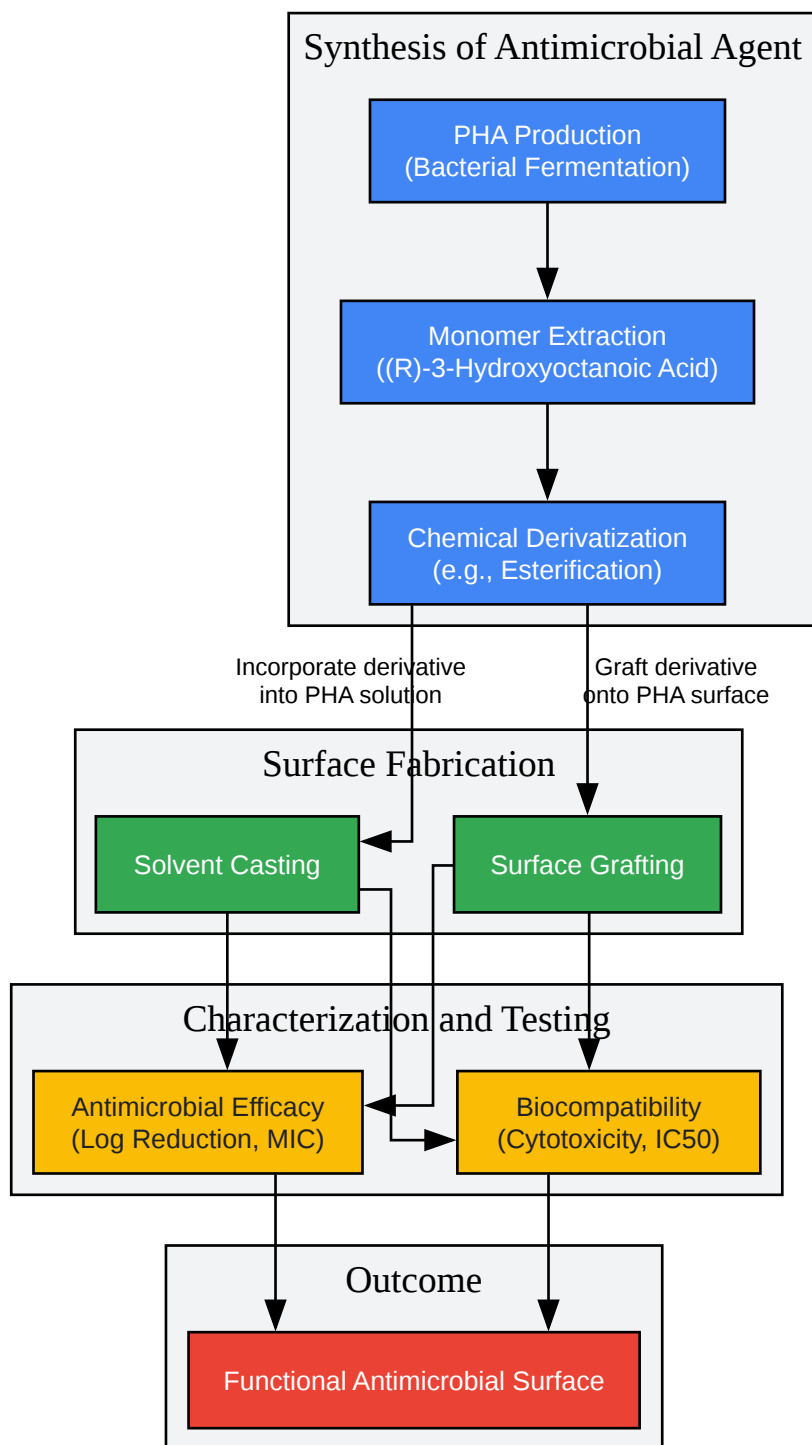 Synthesis of Antimicrobial Agent
PHA Production
(Bacterial Fermentation)
Monomer Extraction
((R)-3-Hydroxyoctanoic Acid)
Chemical Derivatization
(e.g., Esterification)
Incorporate derivative
into PHA solution
Graft derivative
onto PHA surface
Surface Fabrication
Solvent Casting
Surface Grafting
Characterization and Testing
Antimicrobial Efficacy
(Log Reduction, MIC)
Biocompatibility
(Cytotoxicity, IC50)
Outcome
Functional Antimicrobial Surface